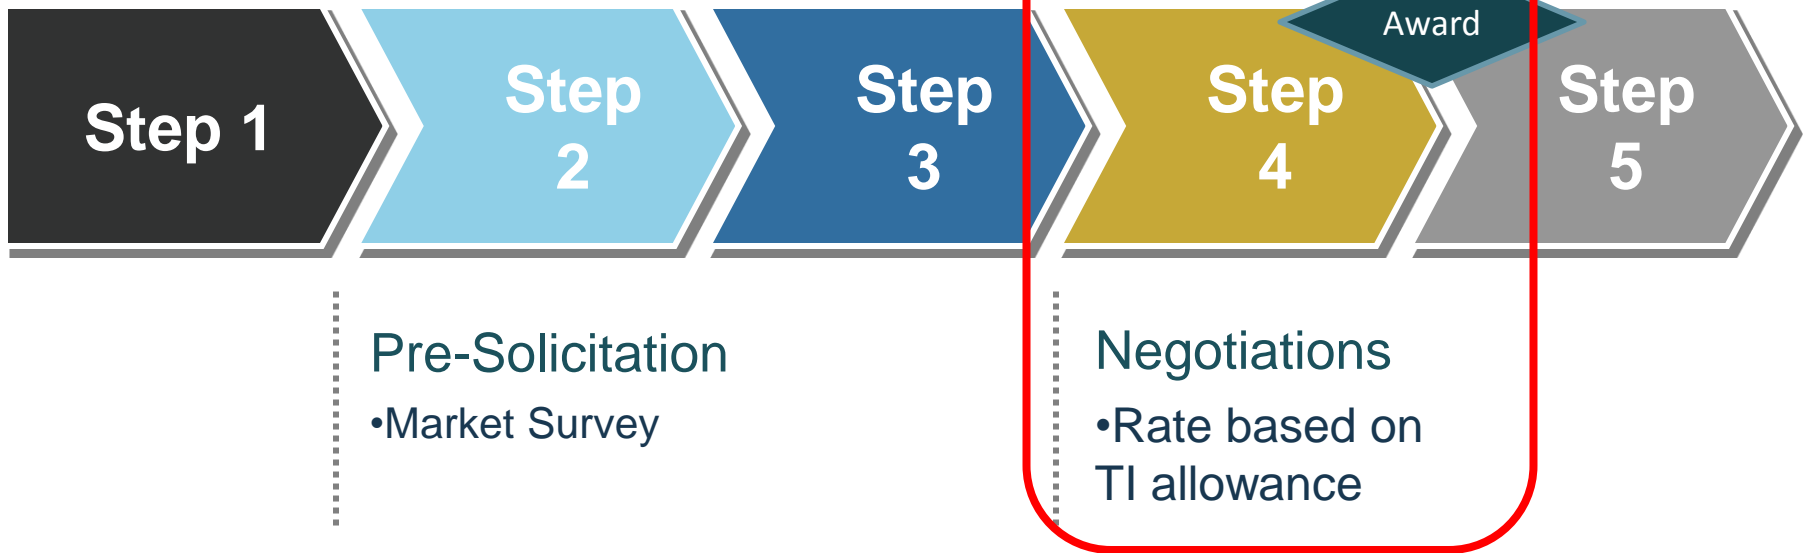 Award
Step 1
Step
2
Step
3
Step
4
Step
5
Pre-Solicitation
•Market Survey
Negotiations
•Rate based on
TI allowance